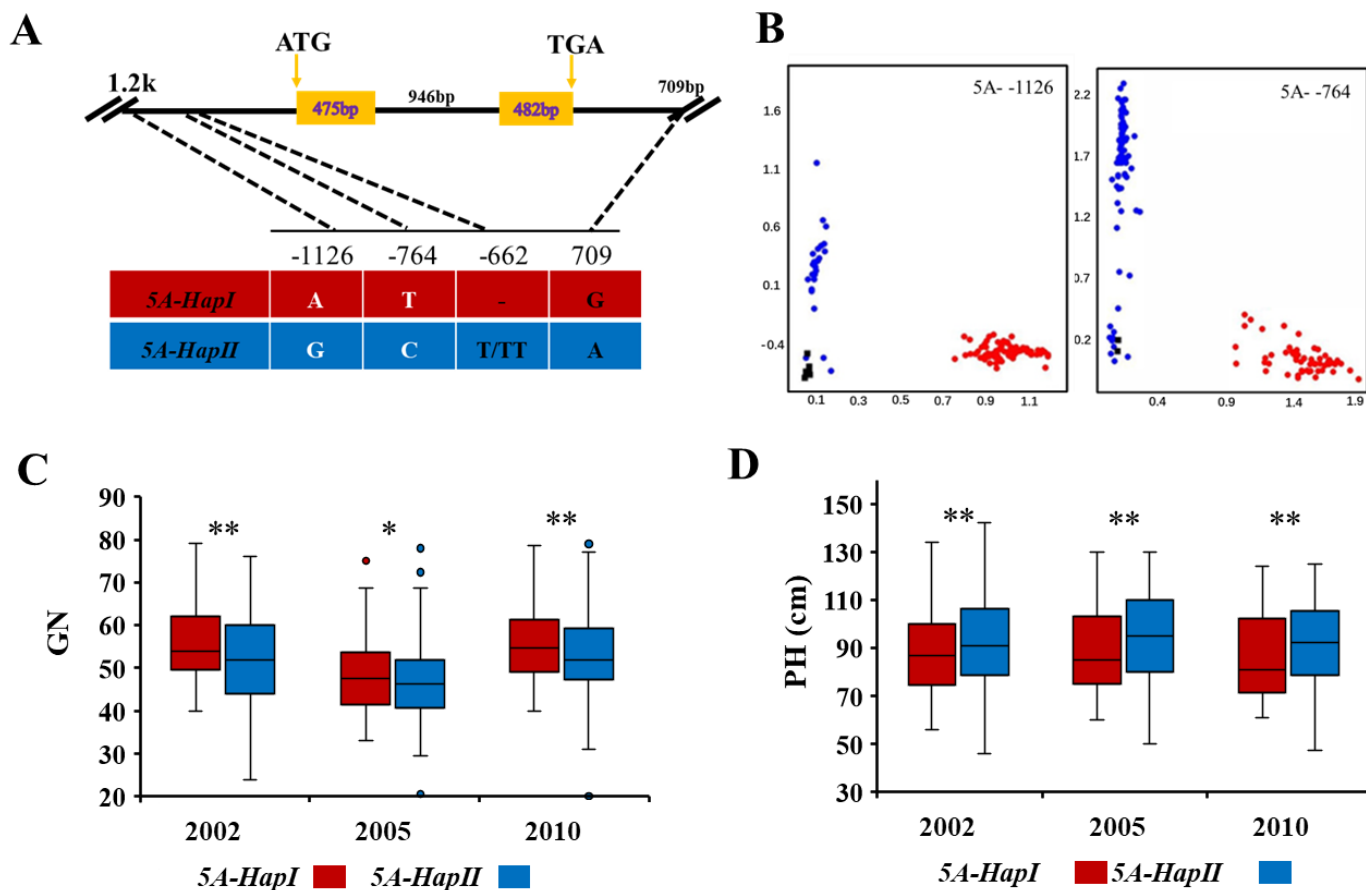 A
ATG
TGA
1.2k
475bp
946bp
482bp
709bp
-1126 -764 -662 709
5A-HapI A T - G
5A-HapII G C T/TT A
B
5A- -1126
1.6
1.1
0.6
0.1
-0.4
0.1 0.3 0.5 0.7 0.9 1.1
5A- -764
2.2
1.7
1.2
0.7
0.2
0.4 0.9 1.4 1.9
C
GN
90
80
70
60
50
40
30
20
** * **
2002 2005 2010
5A-HapI 5A-HapII
D
PH (cm)
150
130
110
90
70
50
30
** ** **
2002 2005 2010
5A-HapI 5A-HapII